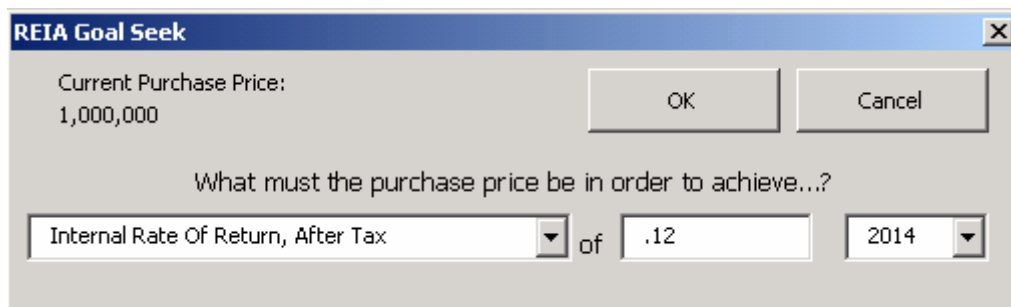 REIA Goal Seek
Current Purchase Price:
1,000,000
OK
Cancel
What must the purchase price be in order to achieve...?
Internal Rate Of Return, After Tax of .12 2014